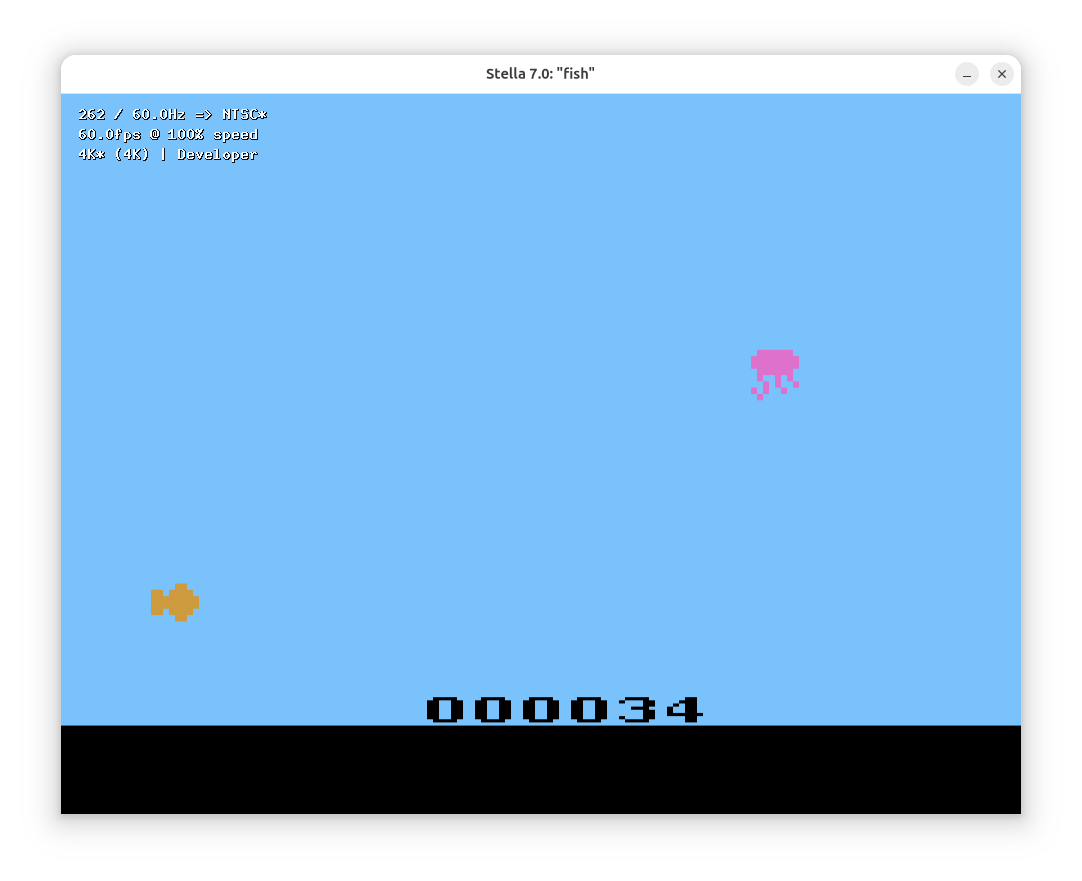 Stella 7.0: "fish"
262 / 60.0Hz => NTSC*
60.0fps @ 100% speed
4K* (4K) | Developer
000034